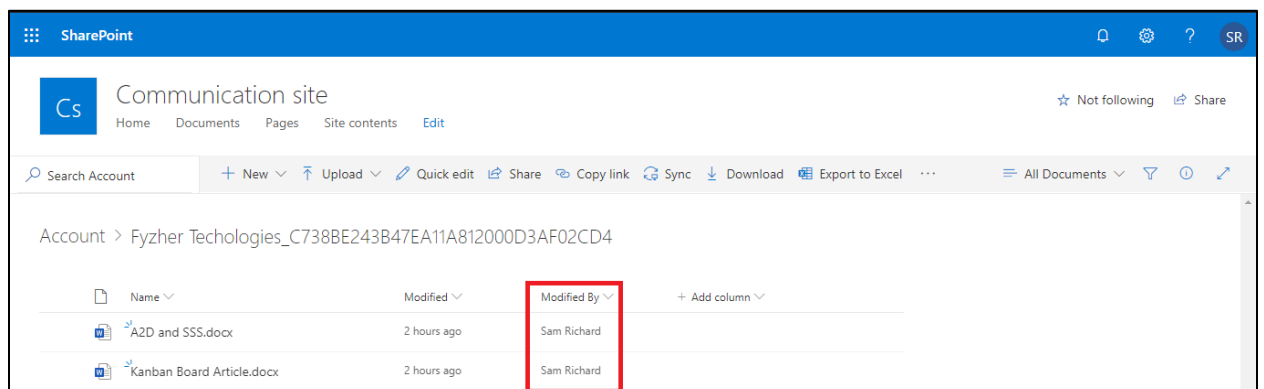 SharePoint ? SR
Cs Communication site
Home Documents Pages Site contents Edit
Not following Share
Search Account + New Upload Quick edit Share Copy link Sync Download Export to Excel ... All Documents
Account > Fyzher Techologies_C738BE243B47EA11A812000D3AF02CD4
Name Modified Modified By + Add column
A2D and SSS.docx 2 hours ago Sam Richard
Kanban Board Article.docx 2 hours ago Sam Richard